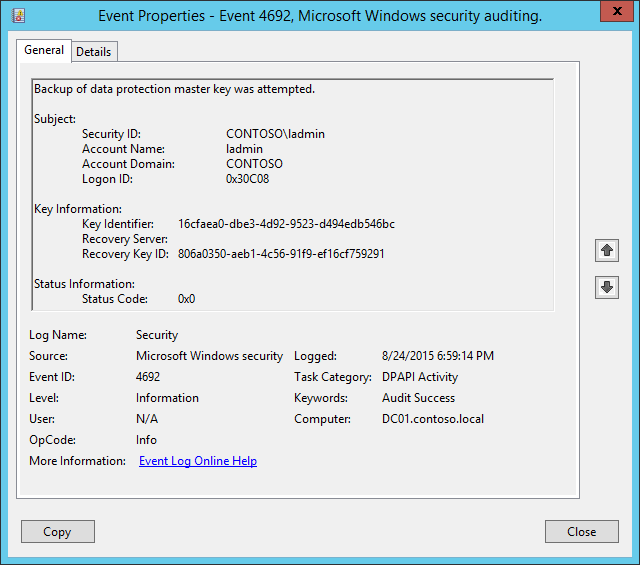 Event Properties - Event 4692, Microsoft Windows security auditing.
X
General Details
Backup of data protection master key was attempted.
Subject:
Security ID: CONTOSO\ladmin
Account Name: ladmin
Account Domain: CONTOSO
Logon ID: 0x30C08
Key Information:
Key Identifier: 16cfaea0-dbe3-4d92-9523-d494edb546bc
Recovery Server:
Recovery Key ID: 806a0350-aeb1-4c56-91f9-ef16cf759291
Status Information:
Status Code: 0x0
Log Name: Security
Source: Microsoft Windows security Logged: 8/24/2015 6:59:14 PM
Event ID: 4692 Task Category: DPAPI Activity
Level: Information Keywords: Audit Success
User: N/A Computer: DC01.contoso.local
OpCode: Info
More Information: Event Log Online Help
Copy Close